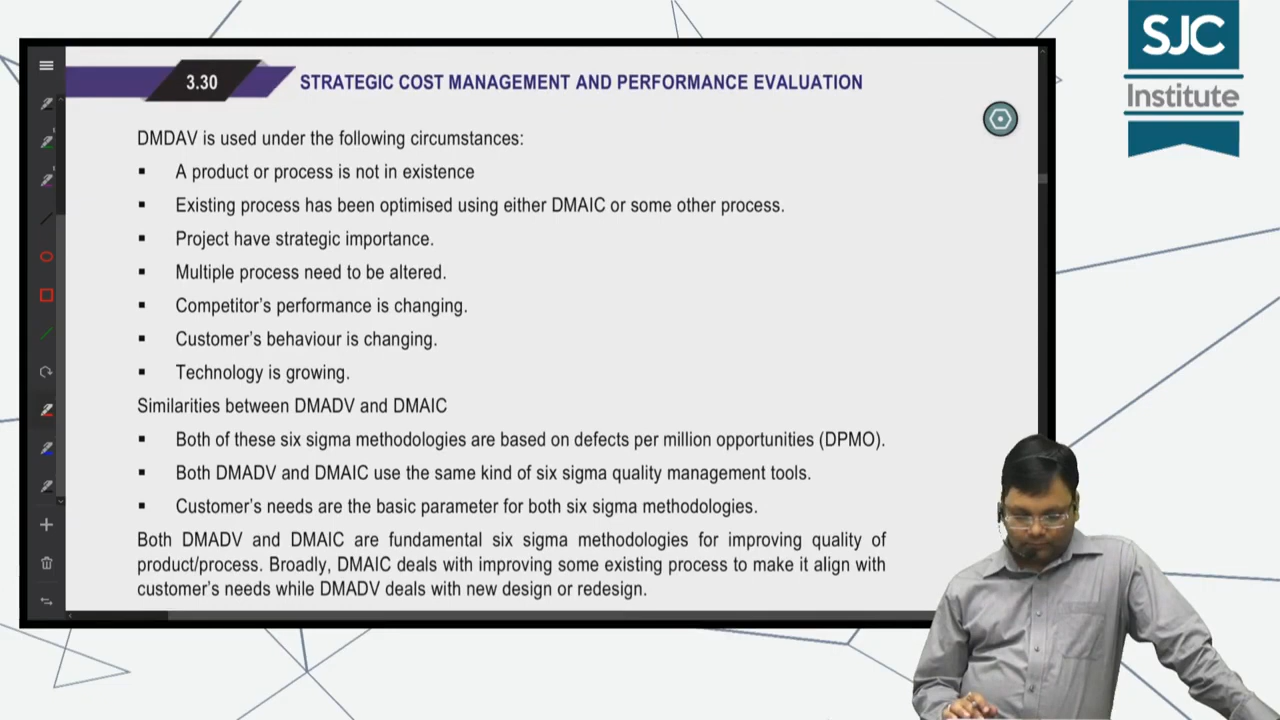 SJC
Institute
3.30 STRATEGIC COST MANAGEMENT AND PERFORMANCE EVALUATION
DMDAV is used under the following circumstances:
▪ A product or process is not in existence
▪ Existing process has been optimised using either DMAIC or some other process.
▪ Project have strategic importance.
▪ Multiple process need to be altered.
▪ Competitor's performance is changing.
▪ Customer's behaviour is changing.
▪ Technology is growing.
Similarities between DMADV and DMAIC
▪ Both of these six sigma methodologies are based on defects per million opportunities (DPMO).
▪ Both DMADV and DMAIC use the same kind of six sigma quality management tools.
▪ Customer's needs are the basic parameter for both six sigma methodologies.
Both DMADV and DMAIC are fundamental six sigma methodologies for improving quality of
product/process. Broadly, DMAIC deals with improving some existing process to make it align with
customer's needs while DMADV deals with new design or redesign.